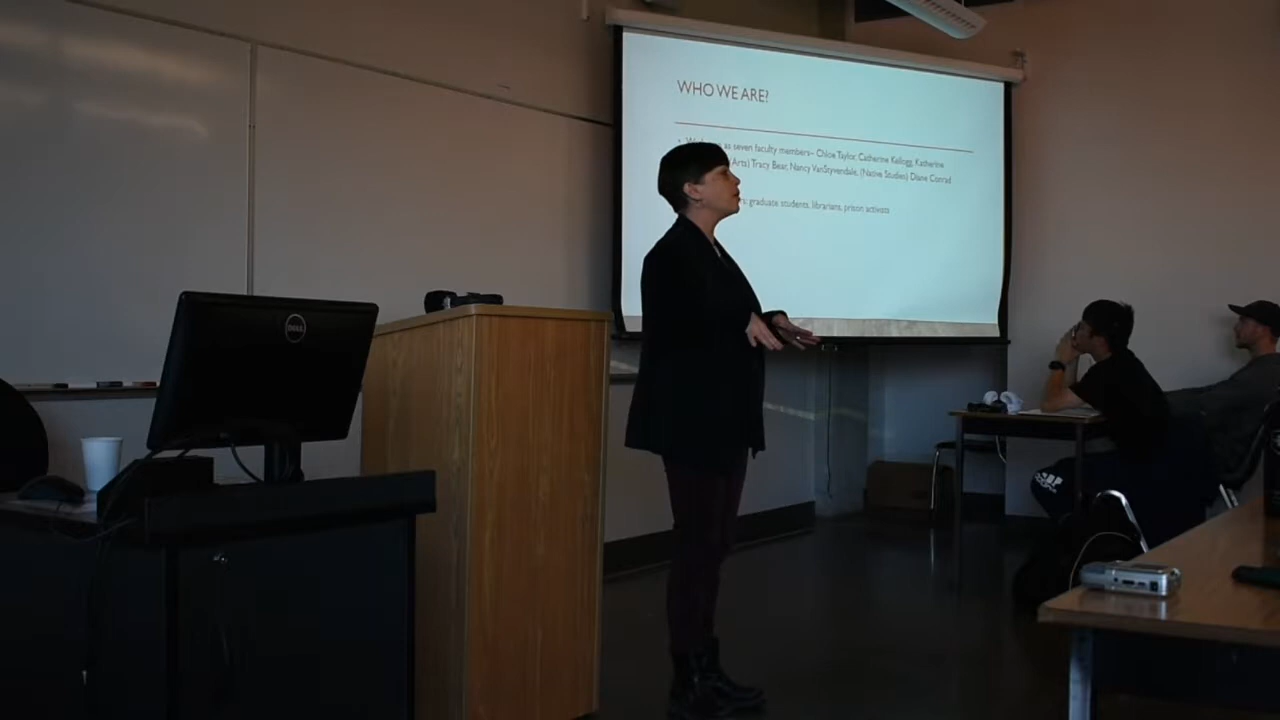 WHO WE ARE?
as seven faculty members– Chloe Taylor, Catherine Kellogg, Katherine
Arts) Tracy Bear, Nancy VanStyvendale, (Native Studies) Diane Conrad
graduate students, librarians, prison activists
DELL